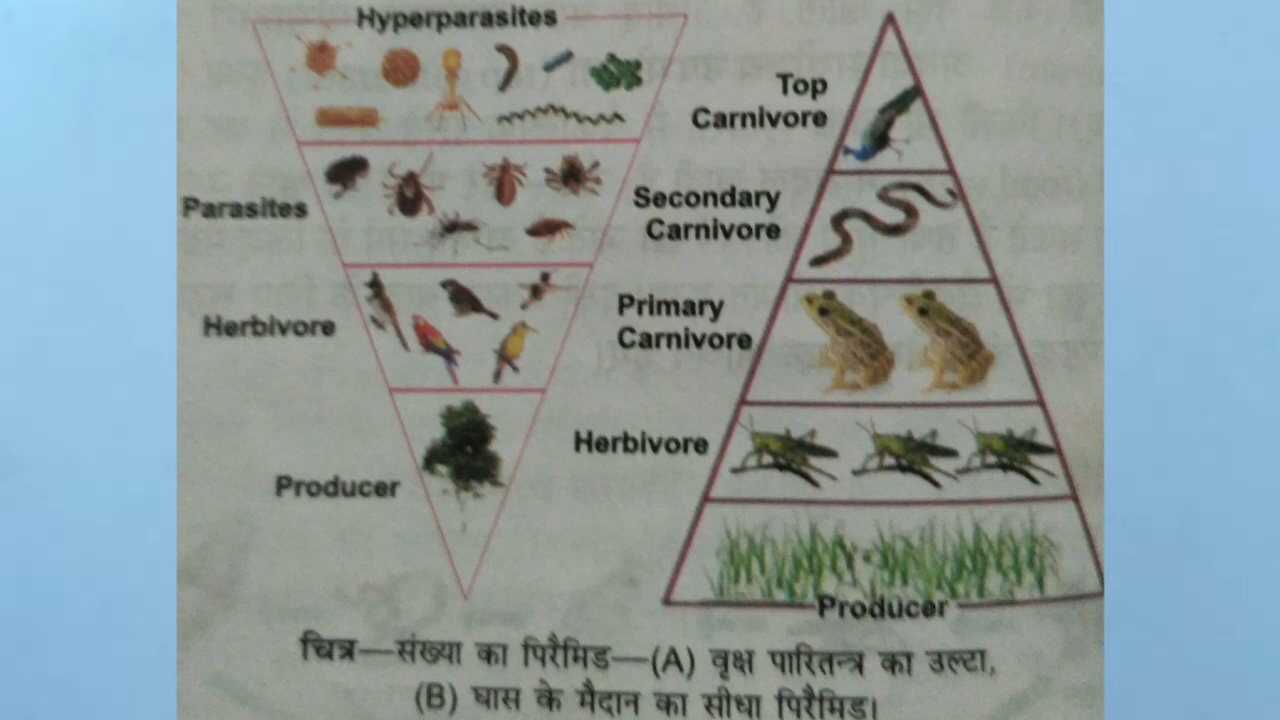 Hyperparasites
Parasites
Herbivore
Producer
Top
Carnivore
Secondary
Carnivore
Primary
Carnivore
Herbivore
Producer
चित्र—संख्या का पिरैमिड—(A) वृक्ष पारितन्त्र का उल्टा,
(B) घास के मैदान का सीधा पिरैमिड।